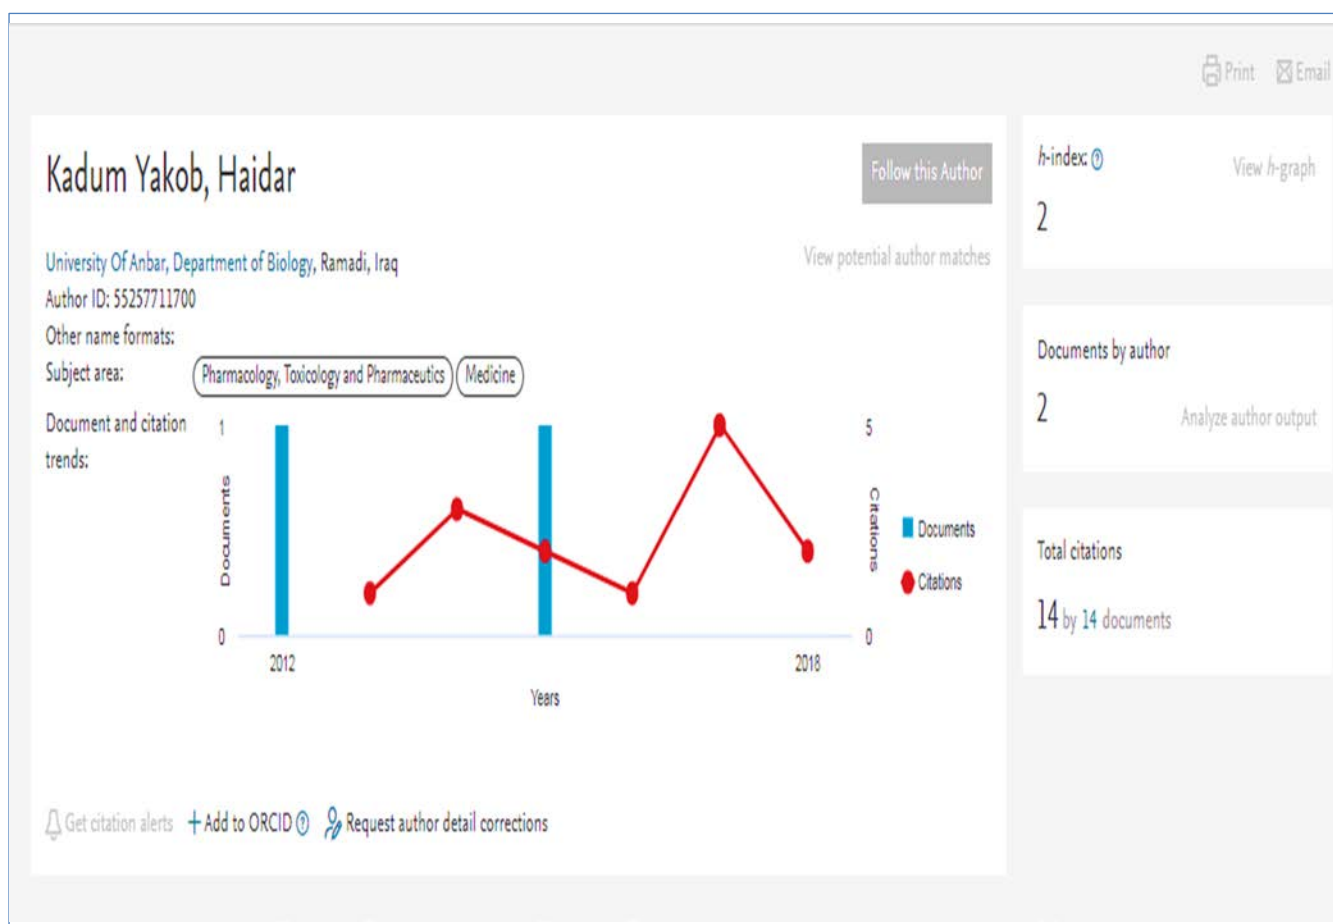 Print Email
Kadum Yakob, Haidar
Follow this Author
h-index:
View h-graph
2
University Of Anbar, Department of Biology, Ramadi, Iraq
View potential author matches
Author ID: 55257711700
Other name formats:
Subject area:
Pharmacology, Toxicology and Pharmaceutics
Medicine
Documents by author
2
Analyze author output
Document and citation
trends:
1
5
Documents
Citations
Documents
Citations
0
0
2012
2018
Years
Total citations
14 by 14 documents
Get citation alerts
Add to ORCID
Request author detail corrections